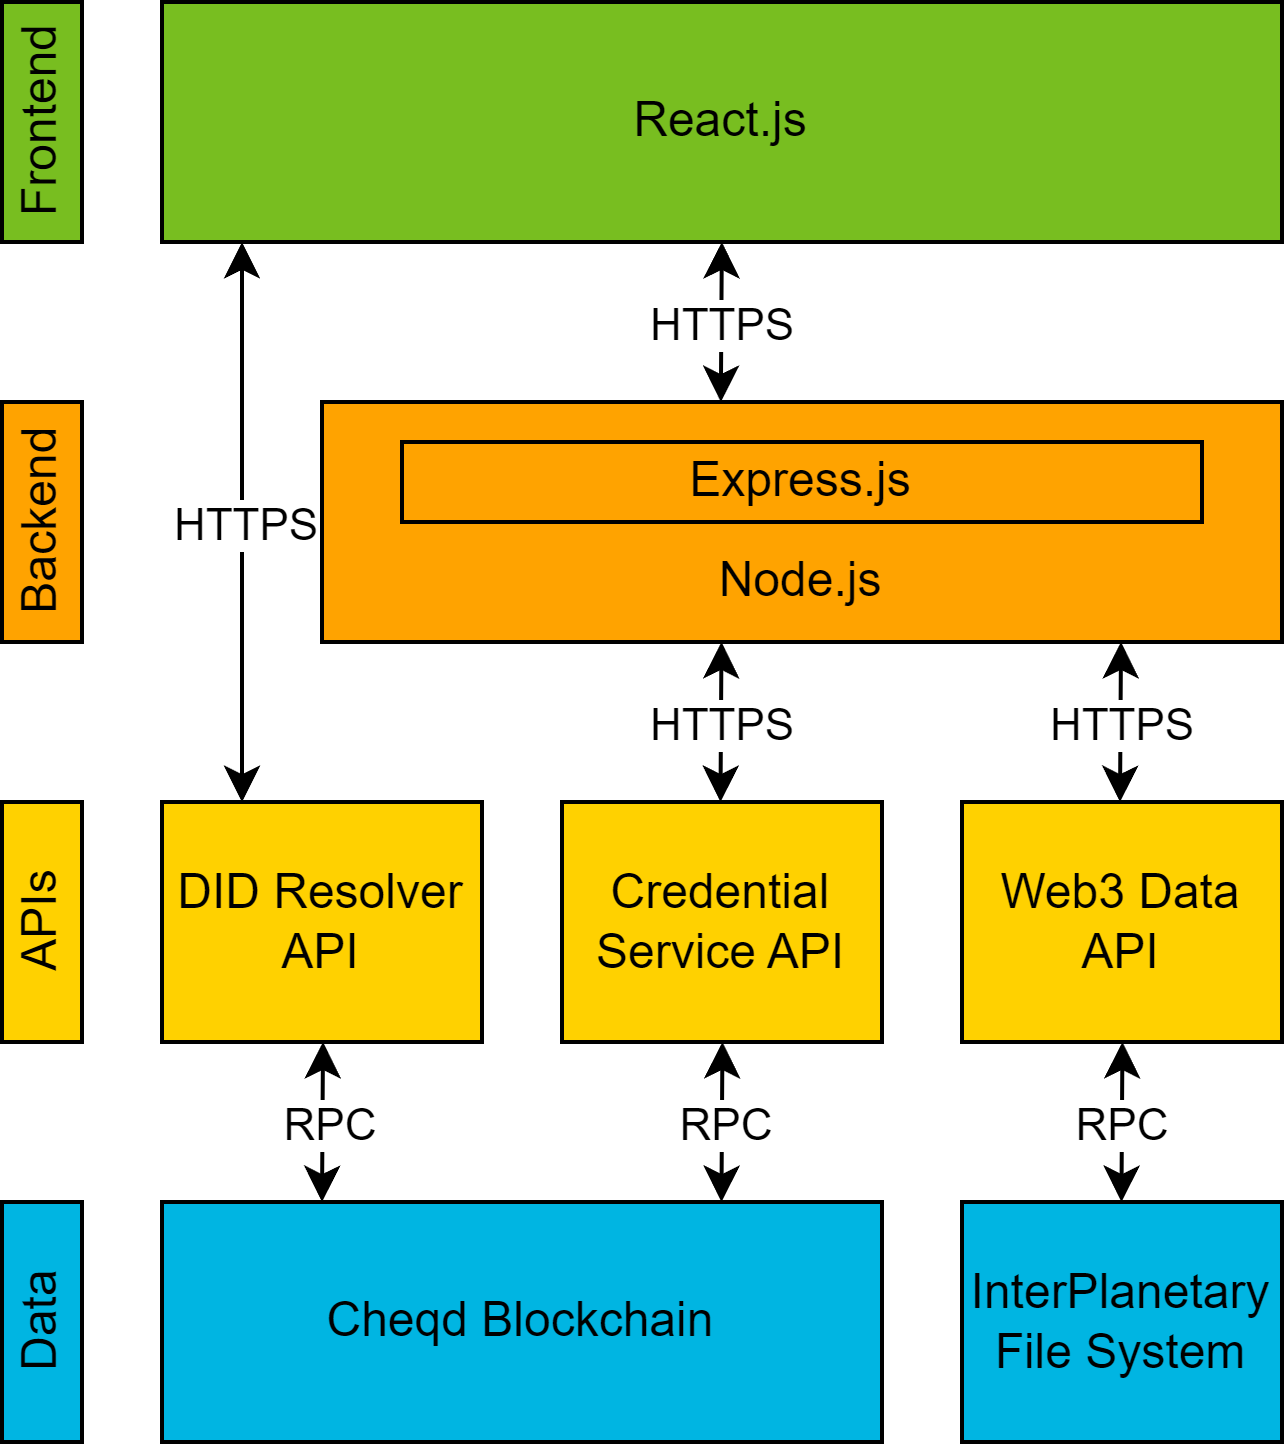 Frontend
React.js
HTTPS
Backend
Express.js
HTTPS
Node.js
HTTPS
HTTPS
APIs
DID Resolver
API
Credential
Service API
Web3 Data
API
RPC
RPC
RPC
Data
Cheqd Blockchain
InterPlanetary
File System